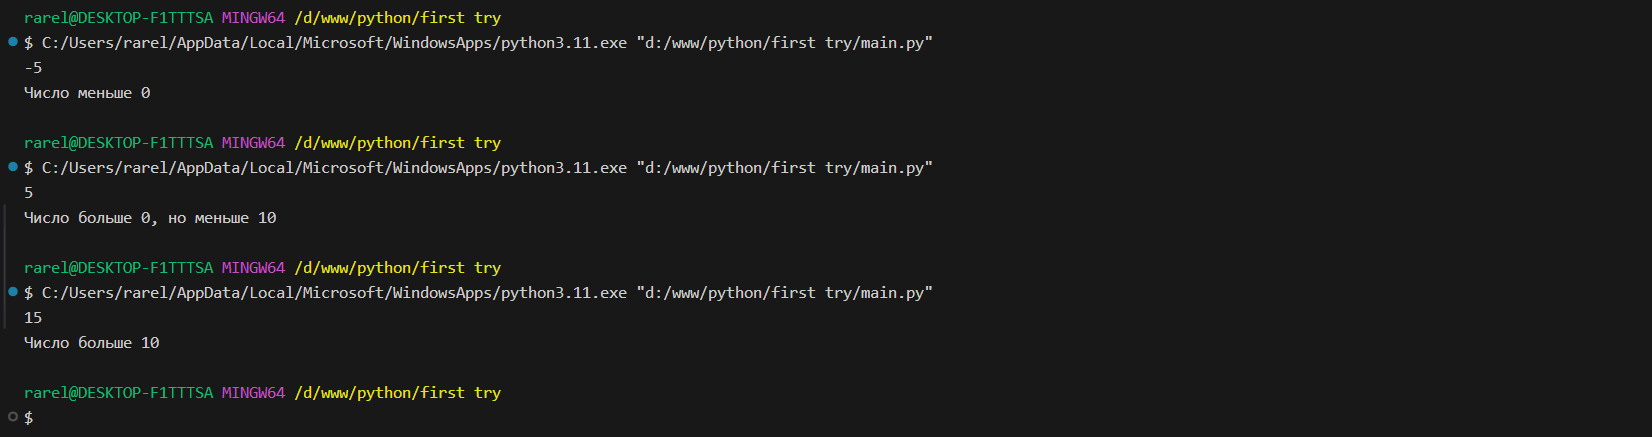 rarel@DESKTOP-F1TTTSA MINGW64 /d/www/python/first try
$ C:/Users/rarel/AppData/Local/Microsoft/WindowsApps/python3.11.exe "d:/www/python/first try/main.py"
-5
Число меньше 0
rarel@DESKTOP-F1TTTSA MINGW64 /d/www/python/first try
$ C:/Users/rarel/AppData/Local/Microsoft/WindowsApps/python3.11.exe "d:/www/python/first try/main.py"
5
Число больше 0, но меньше 10
rarel@DESKTOP-F1TTTSA MINGW64 /d/www/python/first try
$ C:/Users/rarel/AppData/Local/Microsoft/WindowsApps/python3.11.exe "d:/www/python/first try/main.py"
15
Число больше 10
rarel@DESKTOP-F1TTTSA MINGW64 /d/www/python/first try
$